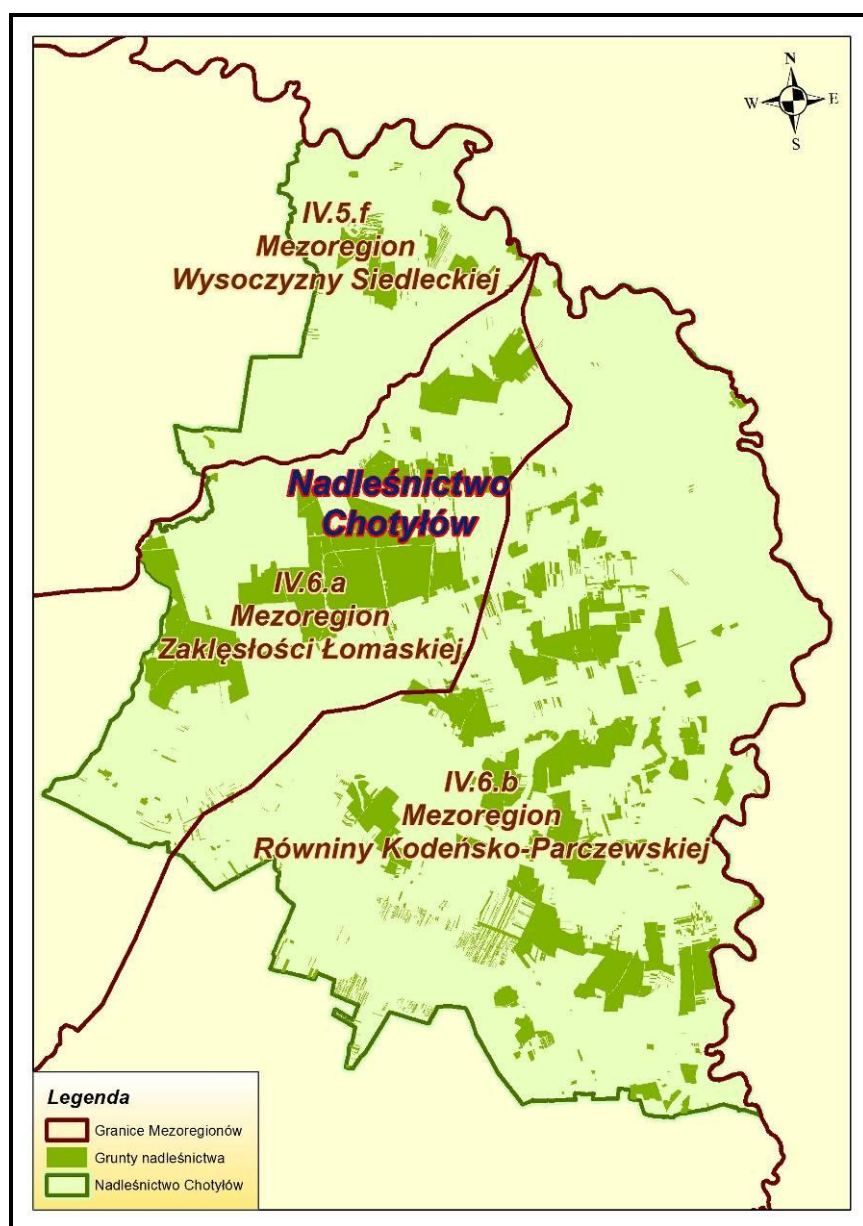 N
W E
S
IV.5.f
Mezoregion
Wysoczyzny Siedleckiej
Nadleśnictwo
Chotyłów
IV.6.a
Mezoregion
Zaklęsłości Łomaskiej
IV.6.b
Mezoregion
Równiny Kodeńsko-Parczewskiej
Legenda
Granice Mezoregionów
Grunty nadleśnictwa
Nadleśnictwo Chotyłów